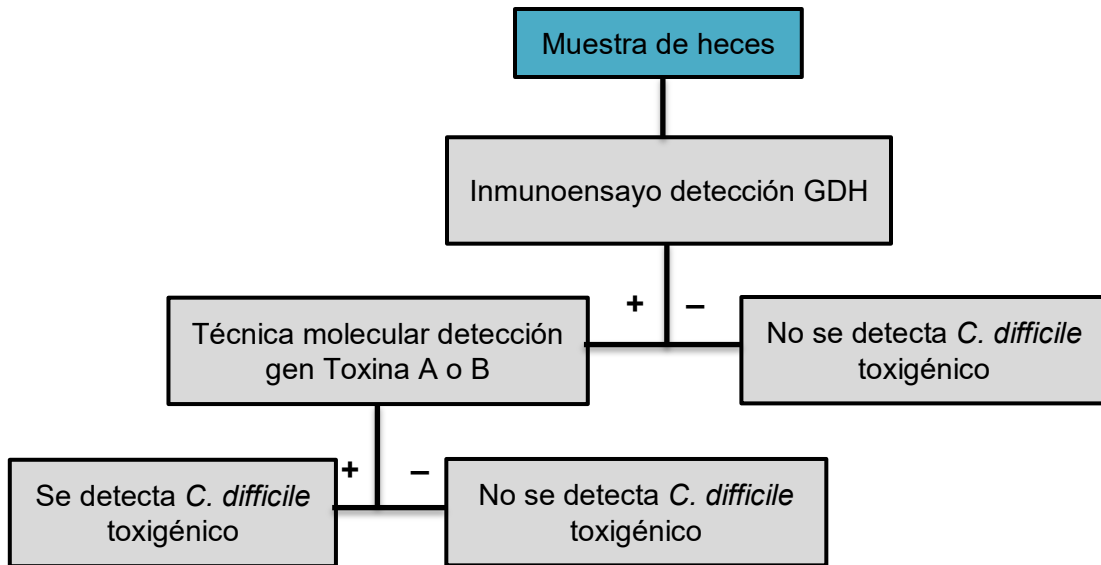 Muestra de heces
Inmunoensayo detección GDH
+ –
Técnica molecular detección
gen Toxina A o B
No se detecta C. difficile
toxigénico
+ –
Se detecta C. difficile
toxigénico
No se detecta C. difficile
toxigénico